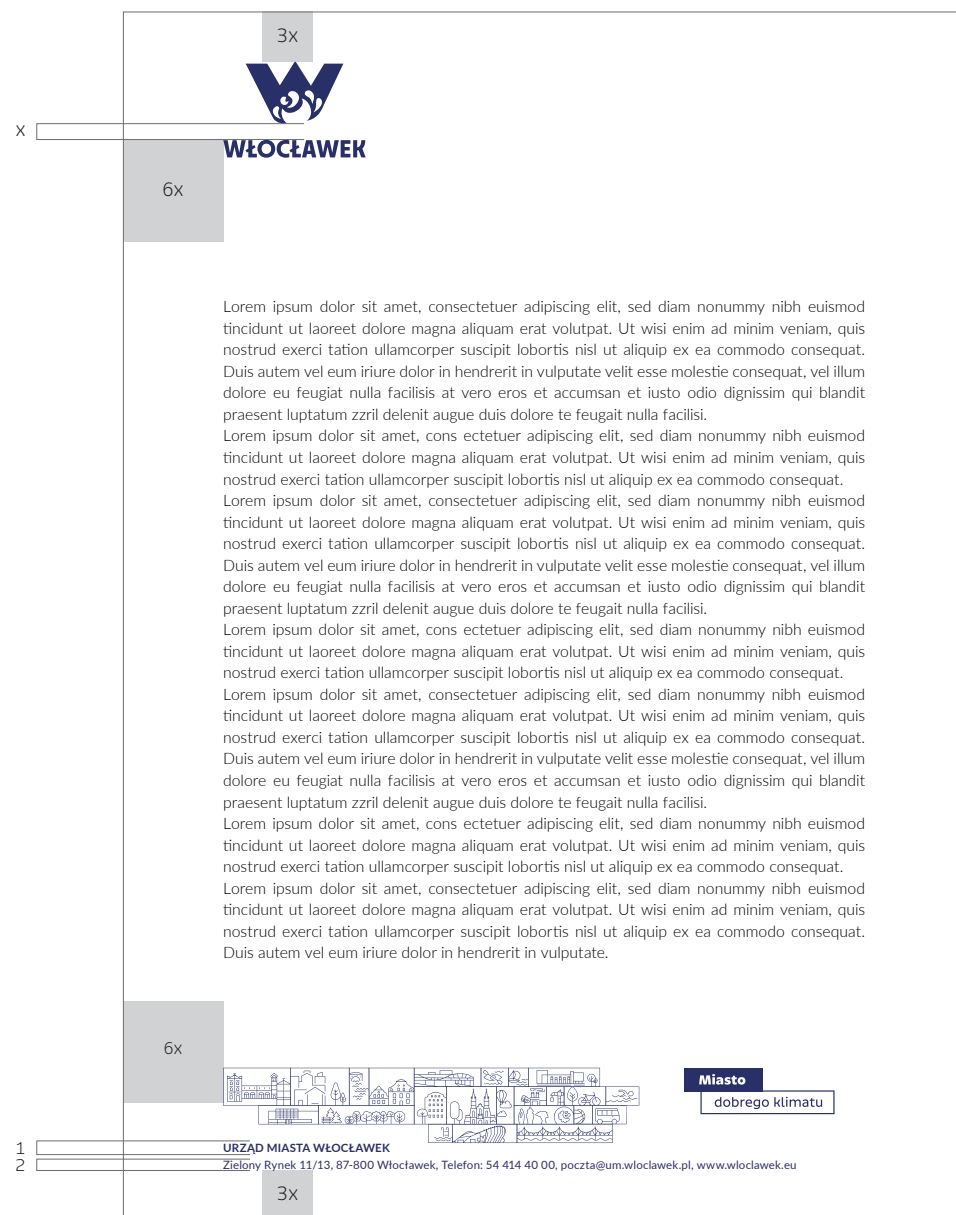 3x
x
WŁOCŁAWEK
6x
Lorem ipsum dolor sit amet, consectetuer adipiscing elit, sed diam nonummy nibh euismod
tincidunt ut laoreet dolore magna aliquam erat volutpat. Ut wisi enim ad minim veniam, quis
nostrud exerci tation ullamcorper suscipit lobortis nisl ut aliquip ex ea commodo consequat.
Duis autem vel eum iriure dolor in hendrerit in vulputate velit esse molestie consequat, vel illum
dolore eu feugiat nulla facilisis at vero eros et accumsan et iusto odio dignissim qui blandit
praesent luptatum zzril delenit augue duis dolore te feugait nulla facilisi.
Lorem ipsum dolor sit amet, cons ectetuer adipiscing elit, sed diam nonummy nibh euismod
tincidunt ut laoreet dolore magna aliquam erat volutpat. Ut wisi enim ad minim veniam, quis
nostrud exerci tation ullamcorper suscipit lobortis nisl ut aliquip ex ea commodo consequat.
Lorem ipsum dolor sit amet, consectetuer adipiscing elit, sed diam nonummy nibh euismod
tincidunt ut laoreet dolore magna aliquam erat volutpat. Ut wisi enim ad minim veniam, quis
nostrud exerci tation ullamcorper suscipit lobortis nisl ut aliquip ex ea commodo consequat.
Duis autem vel eum iriure dolor in hendrerit in vulputate velit esse molestie consequat, vel illum
dolore eu feugiat nulla facilisis at vero eros et accumsan et iusto odio dignissim qui blandit
praesent luptatum zzril delenit augue duis dolore te feugait nulla facilisi.
Lorem ipsum dolor sit amet, cons ectetuer adipiscing elit, sed diam nonummy nibh euismod
tincidunt ut laoreet dolore magna aliquam erat volutpat. Ut wisi enim ad minim veniam, quis
nostrud exerci tation ullamcorper suscipit lobortis nisl ut aliquip ex ea commodo consequat.
Lorem ipsum dolor sit amet, consectetuer adipiscing elit, sed diam nonummy nibh euismod
tincidunt ut laoreet dolore magna aliquam erat volutpat. Ut wisi enim ad minim veniam, quis
nostrud exerci tation ullamcorper suscipit lobortis nisl ut aliquip ex ea commodo consequat.
Duis autem vel eum iriure dolor in hendrerit in vulputate velit esse molestie consequat, vel illum
dolore eu feugiat nulla facilisis at vero eros et accumsan et iusto odio dignissim qui blandit
praesent luptatum zzril delenit augue duis dolore te feugait nulla facilisi.
Lorem ipsum dolor sit amet, cons ectetuer adipiscing elit, sed diam nonummy nibh euismod
tincidunt ut laoreet dolore magna aliquam erat volutpat. Ut wisi enim ad minim veniam, quis
nostrud exerci tation ullamcorper suscipit lobortis nisl ut aliquip ex ea commodo consequat.
Lorem ipsum dolor sit amet, consectetuer adipiscing elit, sed diam nonummy nibh euismod
tincidunt ut laoreet dolore magna aliquam erat volutpat. Ut wisi enim ad minim veniam, quis
nostrud exerci tation ullamcorper suscipit lobortis nisl ut aliquip ex ea commodo consequat.
Duis autem vel eum iriure dolor in hendrerit in vulputate.
6x
Miasto
dobrego klimatu
1
URZĄD MIASTA WŁOCŁAWEK
2
Zielony Rynek 11/13, 87-800 Włocławek, Telefon: 54 414 40 00, poczta@um.wloclawek.pl, www.wloclawek.eu
3x